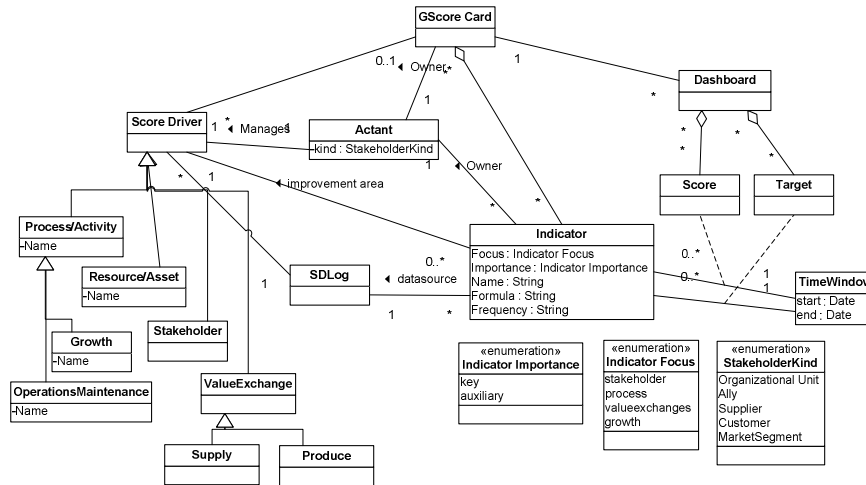 GScore Card
0..1
Owner
*
1
1
Dashboard
*
Score Driver
*
1
Manages
1
Actant
-kind : StakeholderKind
1
*
*
*
*
Owner
Score
Target
*
1
improvement area
*
*
Process/Activity
-Name
Indicator
Focus : Indicator Focus
Importance : Indicator Importance
Name : String
Formula : String
Frequency : String
0..*
0..*
1
1
TimeWindow
start : Date
end : Date
Resource/Asset
-Name
1
SDLog
0..*
datasource
1
*
Stakeholder
Growth
-Name
OperationsMaintenance
-Name
ValueExchange
Supply
Produce
«enumeration»
Indicator Importance
key
auxiliary
«enumeration»
Indicator Focus
stakeholder
process
valueexchanges
growth
«enumeration»
StakeholderKind
Organizational Unit
Ally
Supplier
Customer
MarketSegment